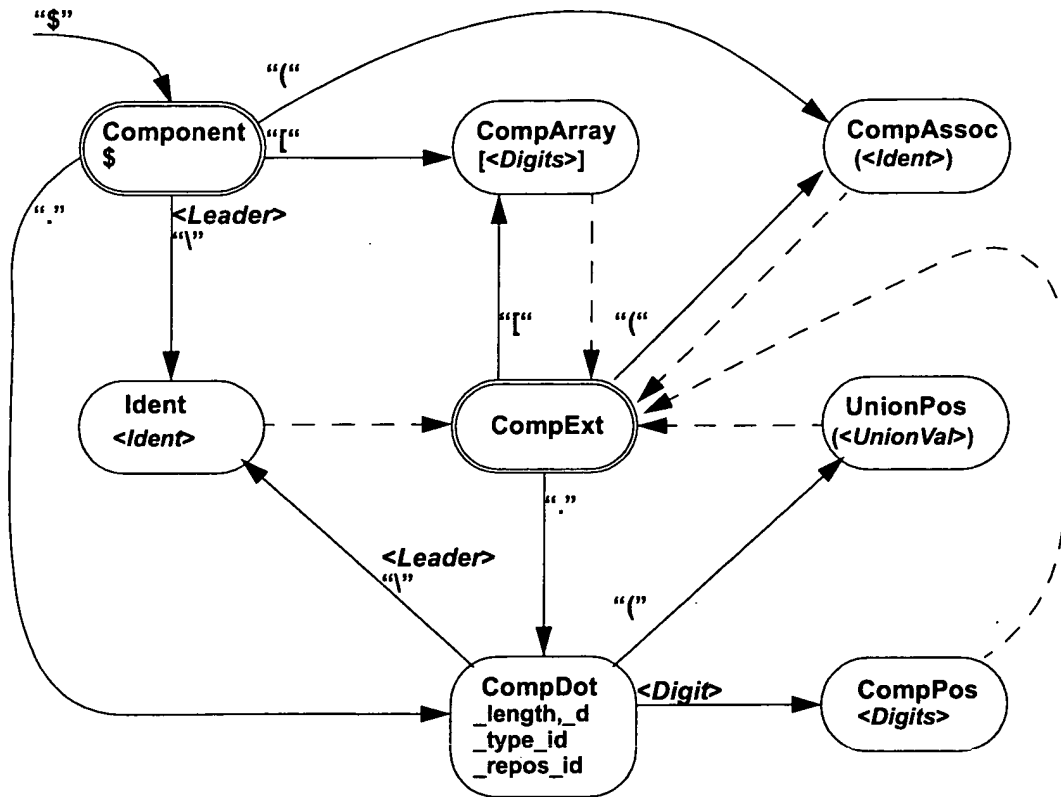 “$”
“(“
Component
$
“[“
CompArray
[<Digits>]
CompAssoc
(<Ident>)
“.”
<Leader>
“\”
“[“
“(“
Ident
<Ident>
CompExt
UnionPos
(<UnionVal>)
“.”
<Leader>
“\”
“(”
CompDot
_length,_d
_type_id
_repos_id
<Digit>
CompPos
<Digits>